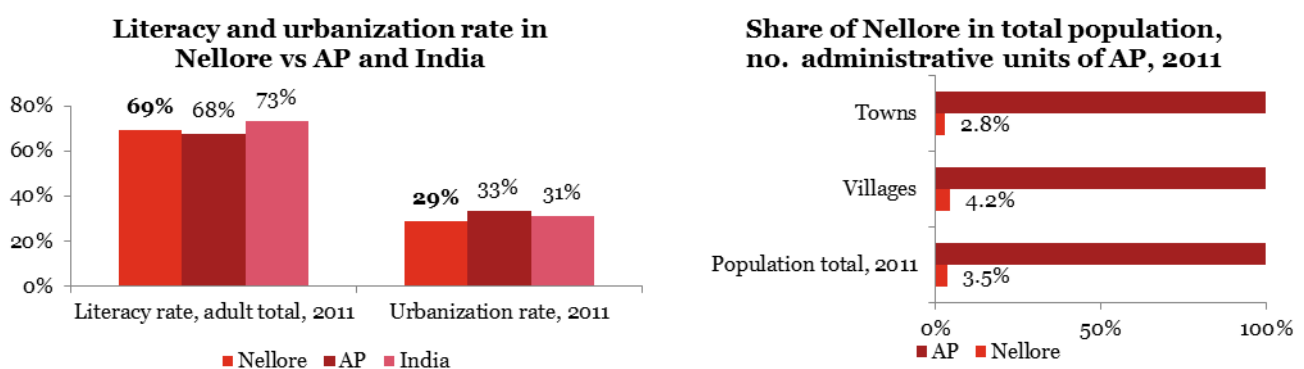 Literacy and urbanization rate in
Nellore vs AP and India
80%
60%
40%
20%
0%
69%
68%
73%
29%
33%
31%
Literacy rate, adult total, 2011
Urbanization rate, 2011
Nellore AP India
Share of Nellore in total population,
no. administrative units of AP, 2011
Towns
2.8%
Villages
4.2%
Population total, 2011
3.5%
0% 50% 100%
AP Nellore